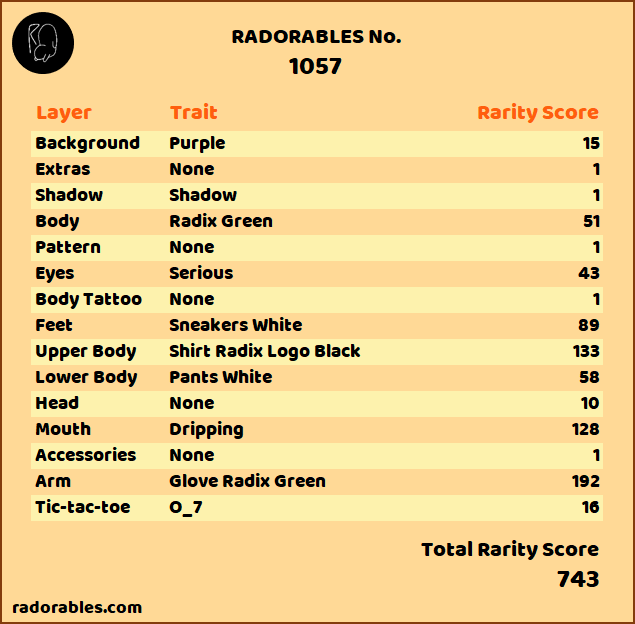 RADORABLES No.
1057
Layer Trait Rarity Score
Background Purple 15
Extras None 1
Shadow Shadow 1
Body Radix Green 51
Pattern None 1
Eyes Serious 43
Body Tattoo None 1
Feet Sneakers White 89
Upper Body Shirt Radix Logo Black 133
Lower Body Pants White 58
Head None 10
Mouth Dripping 128
Accessories None 1
Arm Glove Radix Green 192
Tic-tac-toe O_7 16
Total Rarity Score
743
radorables.com